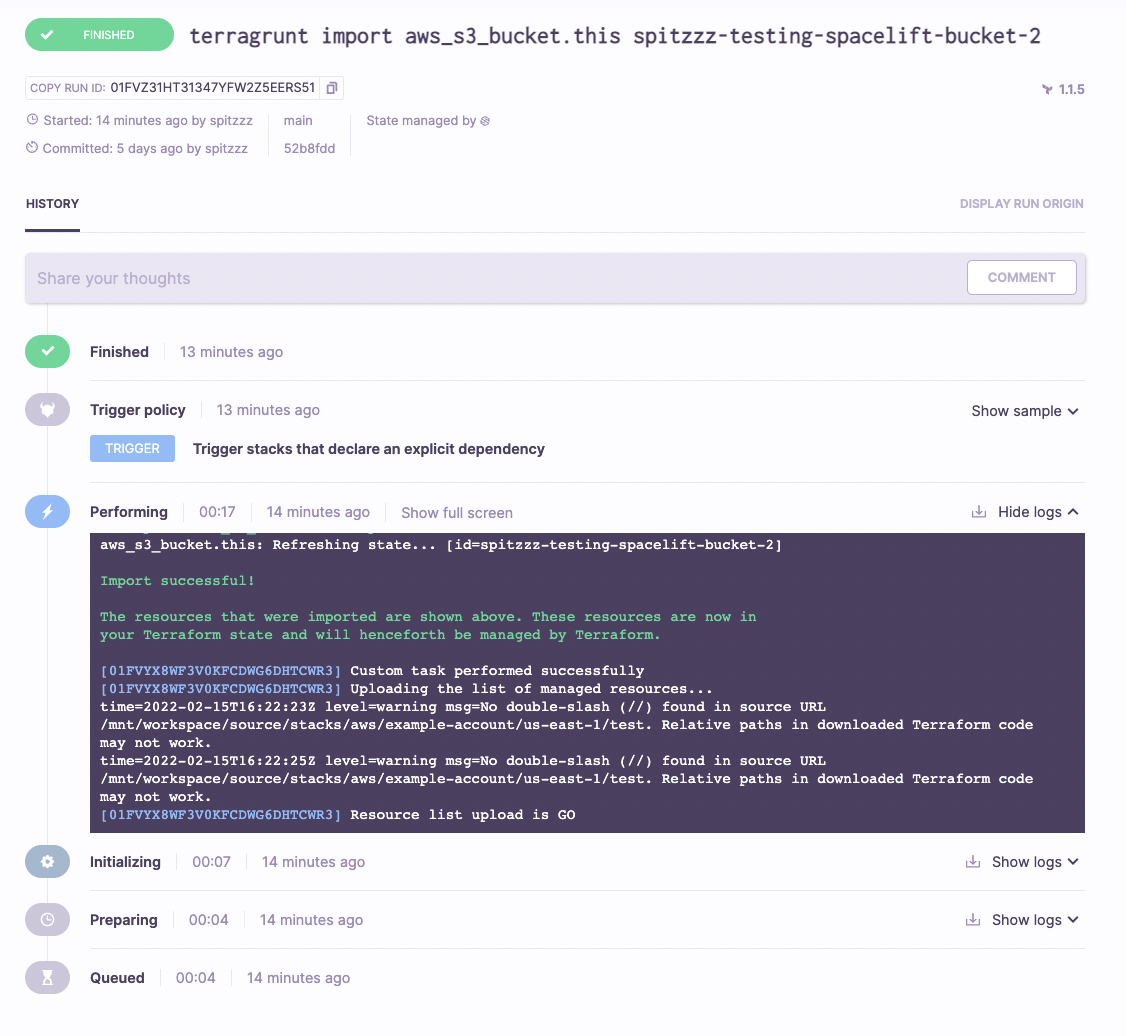 FINISHED
terragrunt import aws_s3_bucket.this spitzzz-testing-spacelift-bucket-2
COPY RUN ID: 01FVZ31HT31347YFW2Z5EERS51
1.1.5
Started: 14 minutes ago by spitzzz
main
State managed by
Committed: 5 days ago by spitzzz
52b8fdd
HISTORY
DISPLAY RUN ORIGIN
Share your thoughts
COMMENT
Finished
13 minutes ago
Trigger policy
13 minutes ago
Show sample
TRIGGER
Trigger stacks that declare an explicit dependency
Performing
00:17
14 minutes ago
Show full screen
Hide logs
aws_s3_bucket.this: Refreshing state... [id=spitzzz-testing-spacelift-bucket-2]
Import successful!
The resources that were imported are shown above. These resources are now in
your Terraform state and will henceforth be managed by Terraform.
[01FVYX8WF3V0KFCDWG6DHTCWR3] Custom task performed successfully
[01FVYX8WF3V0KFCDWG6DHTCWR3] Uploading the list of managed resources...
time=2022-02-15T16:22:23Z level=warning msg=No double-slash (//) found in source URL
/mnt/workspace/source/stacks/aws/example-account/us-east-1/test. Relative paths in downloaded Terraform code
may not work.
time=2022-02-15T16:22:25Z level=warning msg=No double-slash (//) found in source URL
/mnt/workspace/source/stacks/aws/example-account/us-east-1/test. Relative paths in downloaded Terraform code
may not work.
[01FVYX8WF3V0KFCDWG6DHTCWR3] Resource list upload is GO
Initializing
00:07
14 minutes ago
Show logs
Preparing
00:04
14 minutes ago
Show logs
Queued
00:04
14 minutes ago